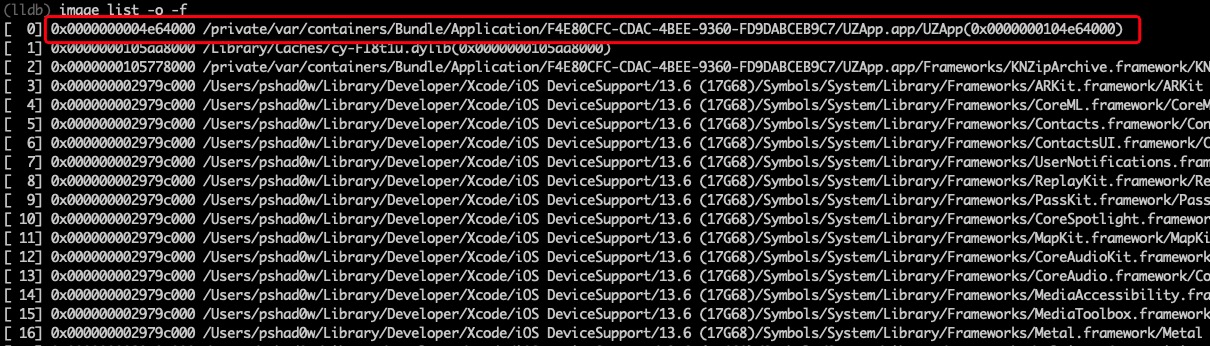 (lldb) image list -o -f
[  0] 0x0000000004e64000 /private/var/containers/Bundle/Application/F4E80CFC-CDAC-4BEE-9360-FD9DABCEB9C7/UZApp.app/UZApp(0x0000000104e64000)
[  1] 0x0000000105aa8000 /Library/Caches/cy-FI8t1u.dylib(0x0000000105aa8000)
[  2] 0x0000000105778000 /private/var/containers/Bundle/Application/F4E80CFC-CDAC-4BEE-9360-FD9DABCEB9C7/UZApp.app/Frameworks/KNZipArchive.framework/KN
[  3] 0x000000002979c000 /Users/pshad0w/Library/Developer/Xcode/iOS DeviceSupport/13.6 (17G68)/Symbols/System/Library/Frameworks/ARKit.framework/ARKit
[  4] 0x000000002979c000 /Users/pshad0w/Library/Developer/Xcode/iOS DeviceSupport/13.6 (17G68)/Symbols/System/Library/Frameworks/CoreML.framework/CoreM
[  5] 0x000000002979c000 /Users/pshad0w/Library/Developer/Xcode/iOS DeviceSupport/13.6 (17G68)/Symbols/System/Library/Frameworks/Contacts.framework/Con
[  6] 0x000000002979c000 /Users/pshad0w/Library/Developer/Xcode/iOS DeviceSupport/13.6 (17G68)/Symbols/System/Library/Frameworks/ContactsUI.framework/C
[  7] 0x000000002979c000 /Users/pshad0w/Library/Developer/Xcode/iOS DeviceSupport/13.6 (17G68)/Symbols/System/Library/Frameworks/UserNotifications.fram
[  8] 0x000000002979c000 /Users/pshad0w/Library/Developer/Xcode/iOS DeviceSupport/13.6 (17G68)/Symbols/System/Library/Frameworks/ReplayKit.framework/Re
[  9] 0x000000002979c000 /Users/pshad0w/Library/Developer/Xcode/iOS DeviceSupport/13.6 (17G68)/Symbols/System/Library/Frameworks/PassKit.framework/Pass
[ 10] 0x000000002979c000 /Users/pshad0w/Library/Developer/Xcode/iOS DeviceSupport/13.6 (17G68)/Symbols/System/Library/Frameworks/CoreSpotlight.framewor
[ 11] 0x000000002979c000 /Users/pshad0w/Library/Developer/Xcode/iOS DeviceSupport/13.6 (17G68)/Symbols/System/Library/Frameworks/MapKit.framework/MapKi
[ 12] 0x000000002979c000 /Users/pshad0w/Library/Developer/Xcode/iOS DeviceSupport/13.6 (17G68)/Symbols/System/Library/Frameworks/CoreAudioKit.framework
[ 13] 0x000000002979c000 /Users/pshad0w/Library/Developer/Xcode/iOS DeviceSupport/13.6 (17G68)/Symbols/System/Library/Frameworks/CoreAudio.framework/Co
[ 14] 0x000000002979c000 /Users/pshad0w/Library/Developer/Xcode/iOS DeviceSupport/13.6 (17G68)/Symbols/System/Library/Frameworks/MediaAccessibility.fra
[ 15] 0x000000002979c000 /Users/pshad0w/Library/Developer/Xcode/iOS DeviceSupport/13.6 (17G68)/Symbols/System/Library/Frameworks/MediaToolbox.framework
[ 16] 0x000000002979c000 /Users/pshad0w/Library/Developer/Xcode/iOS DeviceSupport/13.6 (17G68)/Symbols/System/Library/Frameworks/Metal.framework/Metal